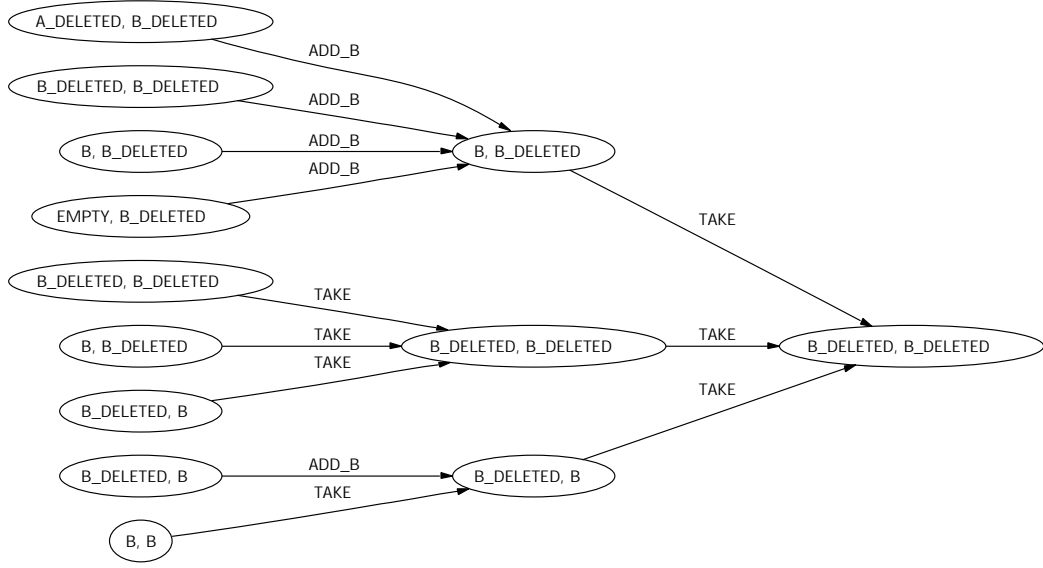 A_DELETED, B_DELETED
ADD_B
B_DELETED, B_DELETED
ADD_B
B, B_DELETED
ADD_B
B, B_DELETED
ADD_B
EMPTY, B_DELETED
TAKE
B_DELETED, B_DELETED
TAKE
B, B_DELETED
TAKE
B_DELETED, B_DELETED
TAKE
B_DELETED, B_DELETED
TAKE
B_DELETED, B
TAKE
B_DELETED, B
ADD_B
B_DELETED, B
TAKE
B, B